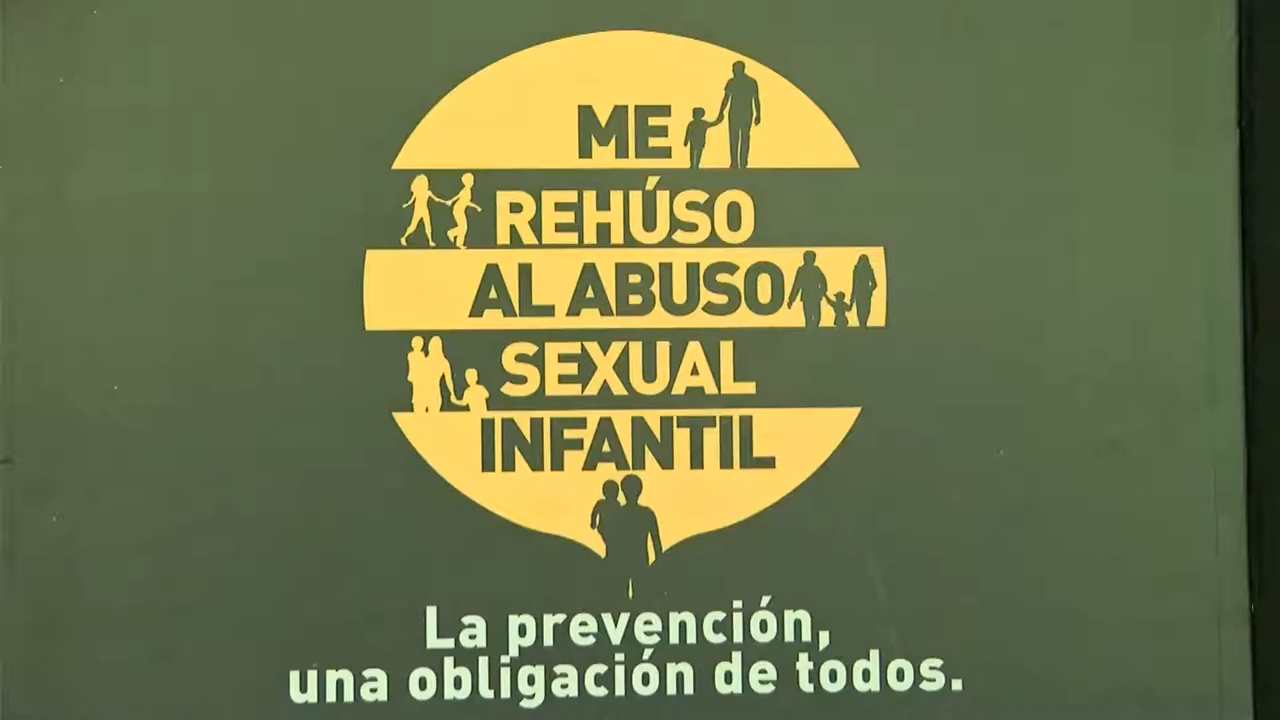 ME
REHÚSO
AL ABUSO
SEXUAL
INFANTIL
La prevención,
una obligación de todos.